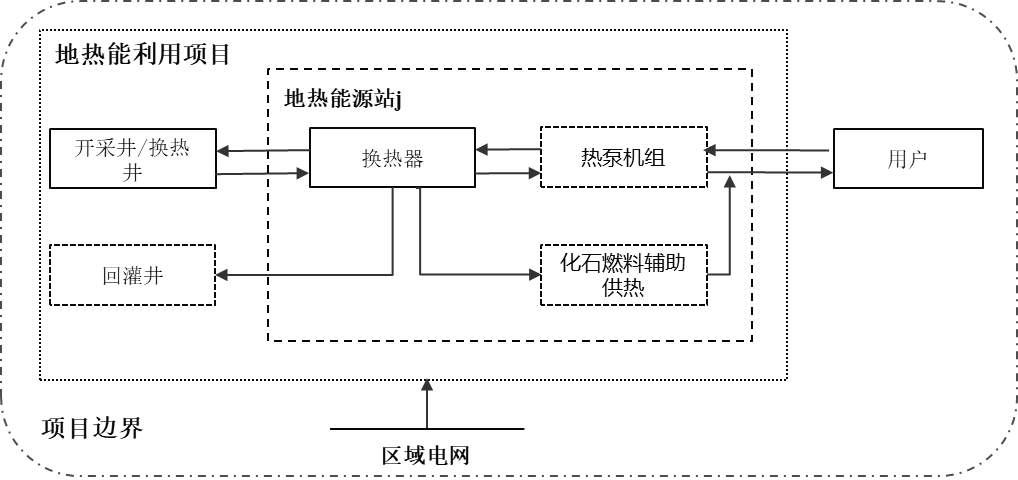 地热能利用项目
地热能源站j
开采井/换热
井
换热器
热泵机组
用户
回灌井
化石燃料辅助
供热
项目边界
区域电网